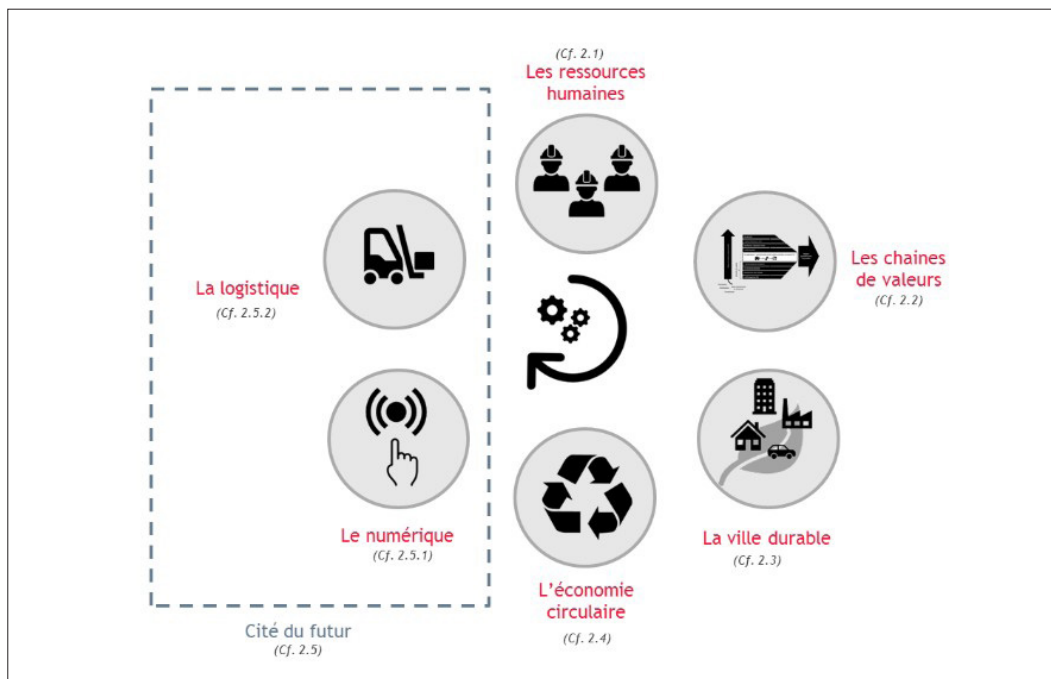 (Cf. 2.1)
Les ressources
humaines
Les chaines
de valeurs
(Cf. 2.2)
La logistique
(Cf. 2.5.2)
Le numérique
(Cf. 2.5.1)
La ville durable
(Cf. 2.3)
L'économie
circulaire
(Cf. 2.4)
Cité du futur
(Cf. 2.5)